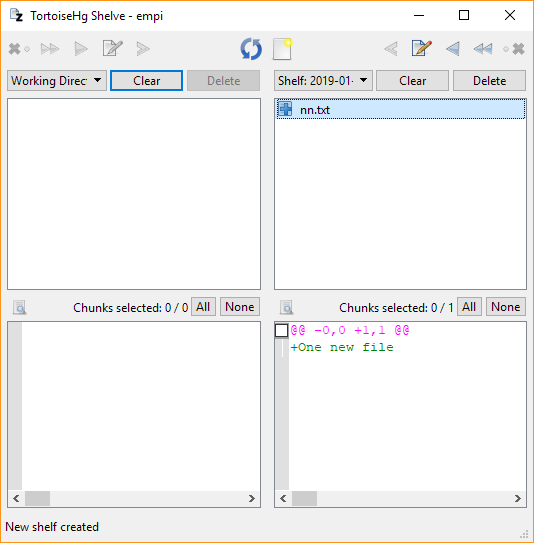 TortoiseHg Shelve - empi
Working Direc Clear Delete Shelf: 2019-01- Clear Delete
nn.txt
Chunks selected: 0 / 0 All None Chunks selected: 0 / 1 All None
@@ -0,0 +1,1 @@
+One new file
New shelf created